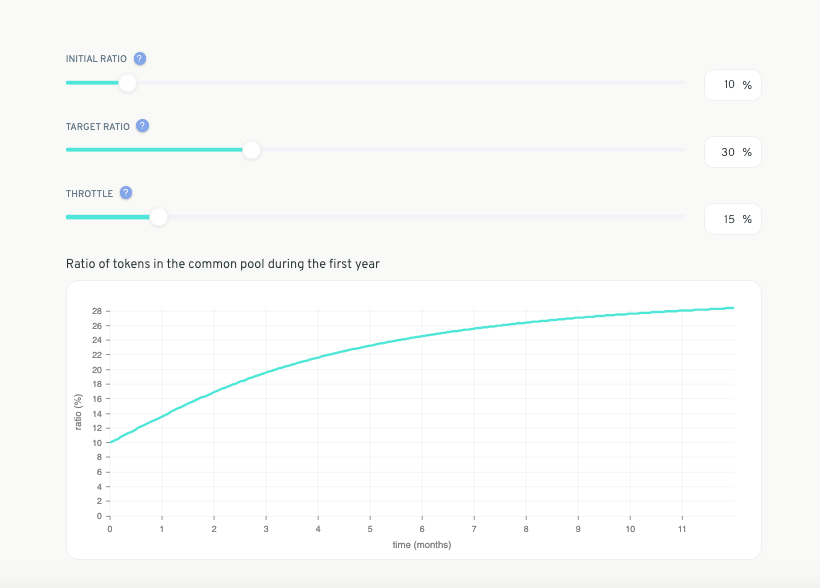 INITIAL RATIO ?
10 %
TARGET RATIO ?
30 %
THROTTLE ?
15 %
Ratio of tokens in the common pool during the first year
28
26
24
22
20
18
16
14
12
10
8
6
4
2
0
ratio (%)
0 1 2 3 4 5 6 7 8 9 10 11
time (months)